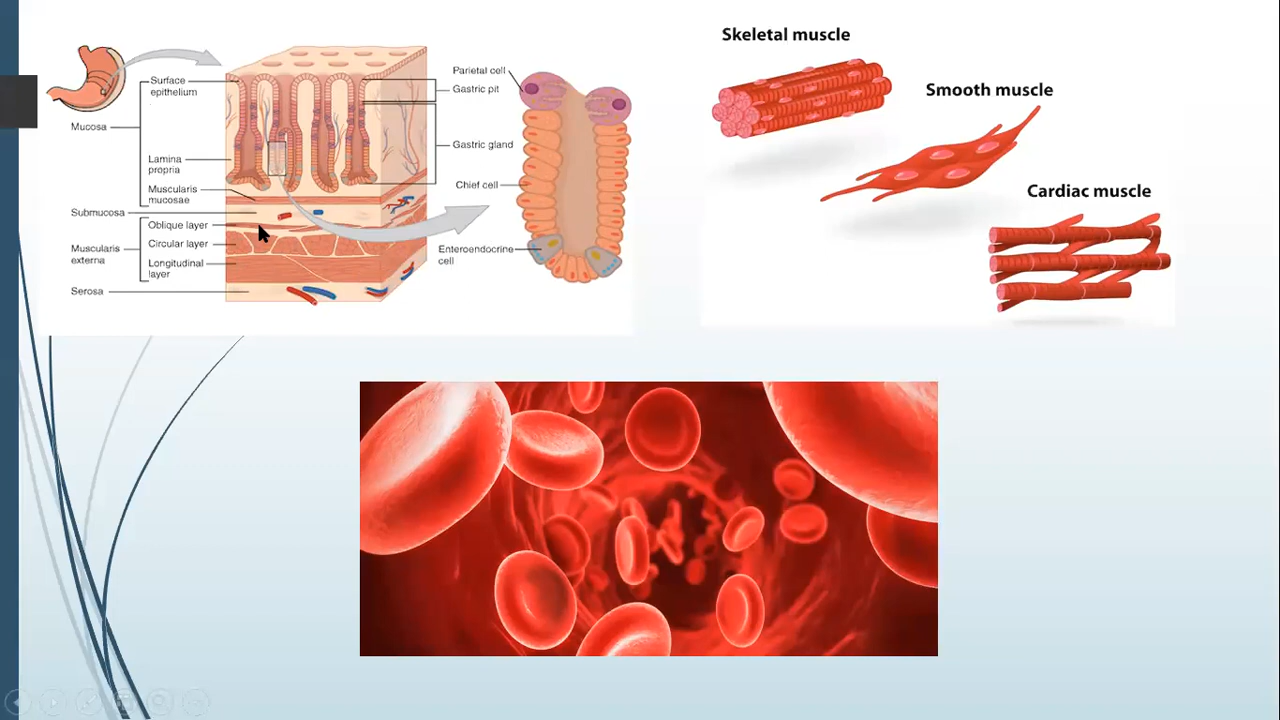 Skeletal muscle
Smooth muscle
Cardiac muscle
Surface
epithelium
Mucosa
Lamina
propria
Muscularis
mucosae
Submucosa
Oblique layer
Circular layer
Muscularis
externa
Longitudinal
layer
Serosa
Parietal cell
Gastric pit
Gastric gland
Chief cell
Enteroendocrine
cell